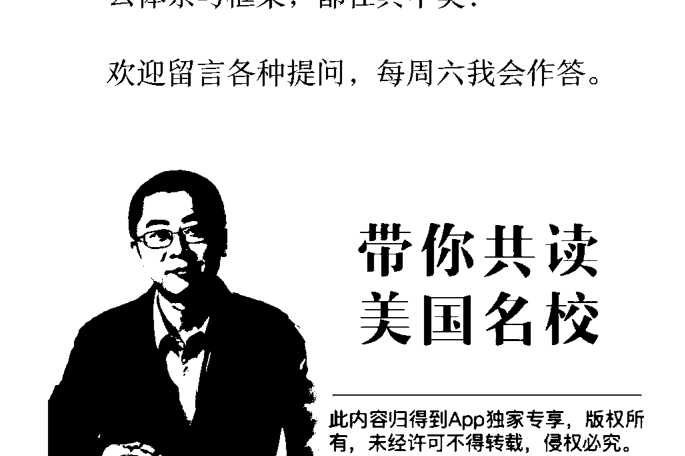 欢迎留言各种提问，每周六我会作答。
带你共读
美国名校
此内容归得到App独家专享，版权所
有，未经许可不得转载，侵权必究。